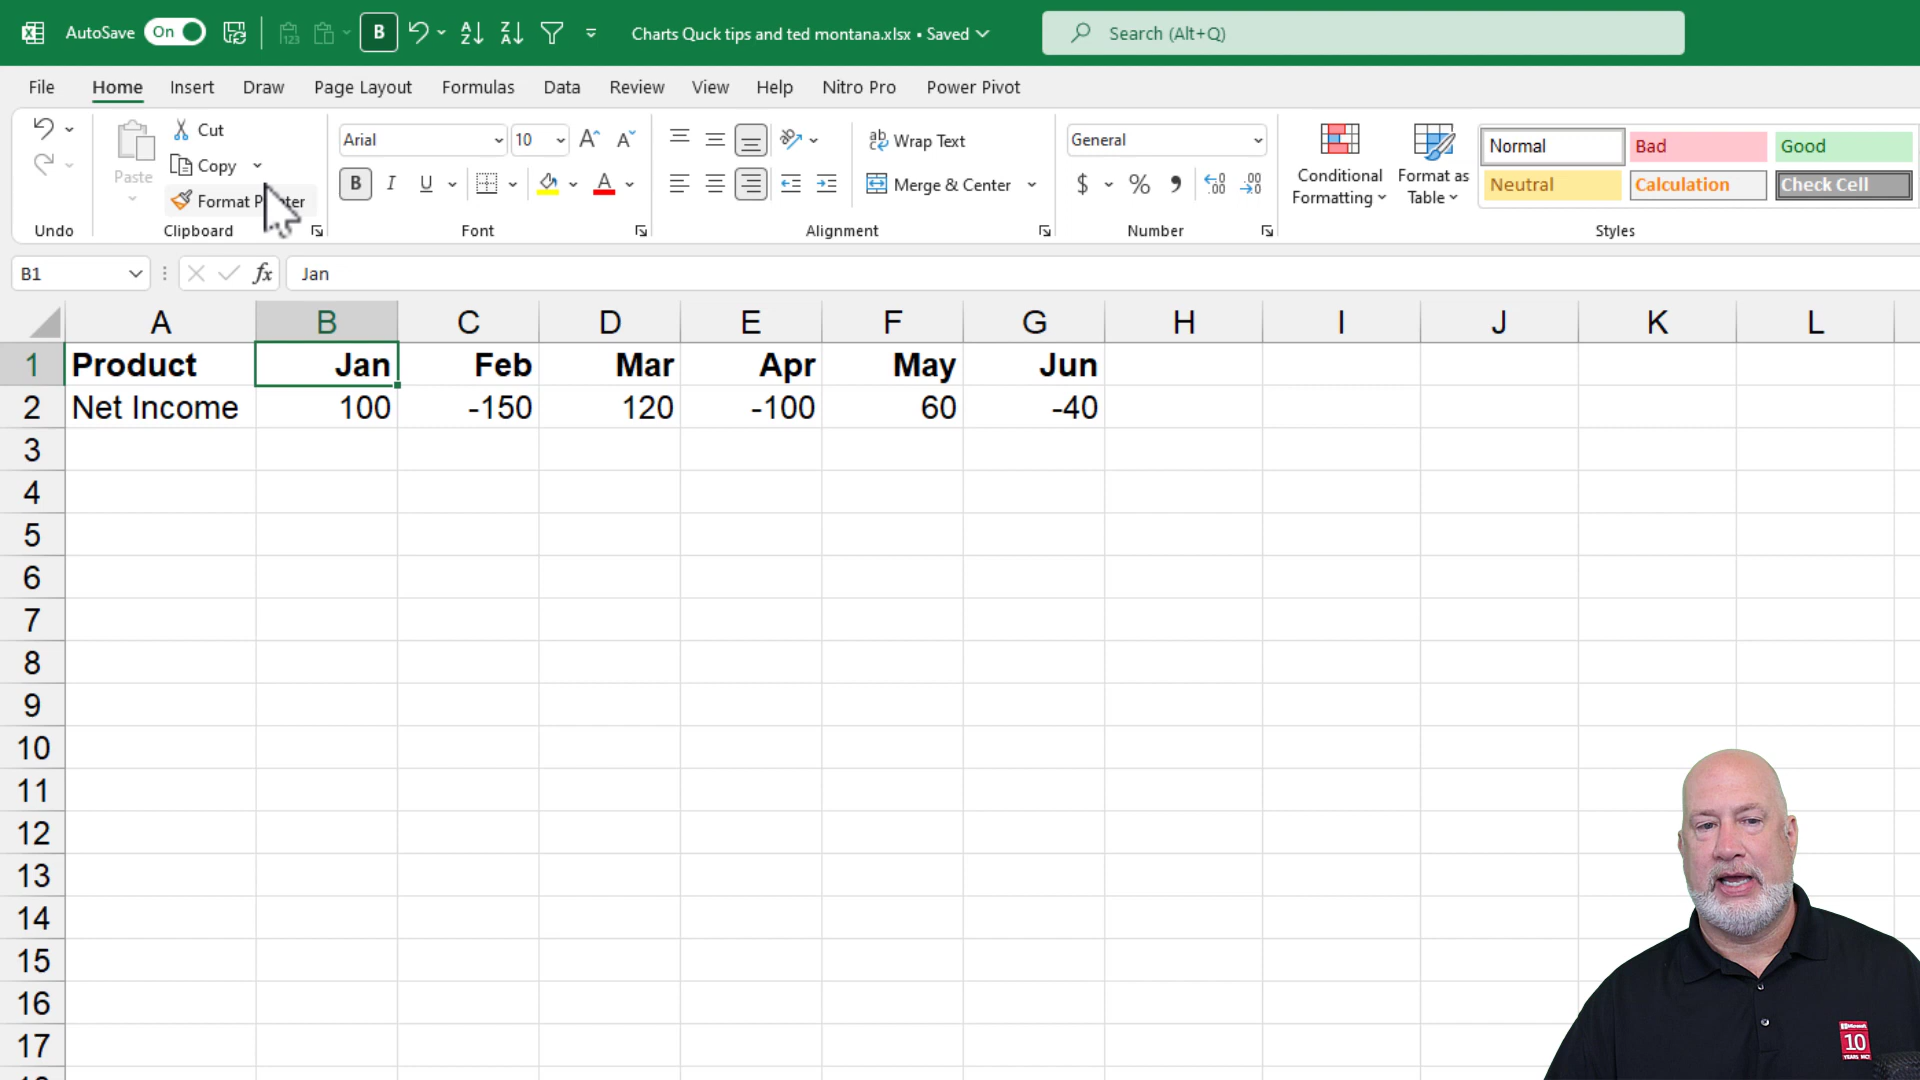 AutoSave On B Charts Quck tips and ted montana.xlsx • Saved Search (Alt+Q)
File Home Insert Draw Page Layout Formulas Data Review View Help Nitro Pro Power Pivot
Paste
Cut
Copy
Format P ter
Undo
Clipboard
Arial 10
B I U
Font
Wrap Text
Merge & Center
Alignment
General
$ % 9
Number
Conditional
Formatting
Format as
Table
Normal Bad Good
Neutral Calculation Check Cell
Styles
B1 fx Jan
A B C D E F G H I J K L
1 Product Jan Feb Mar Apr May Jun
2 Net Income 100 -150 120 -100 60 -40
3
4
5
6
7
8
9
10
11
12
13
14
15
16
17
10